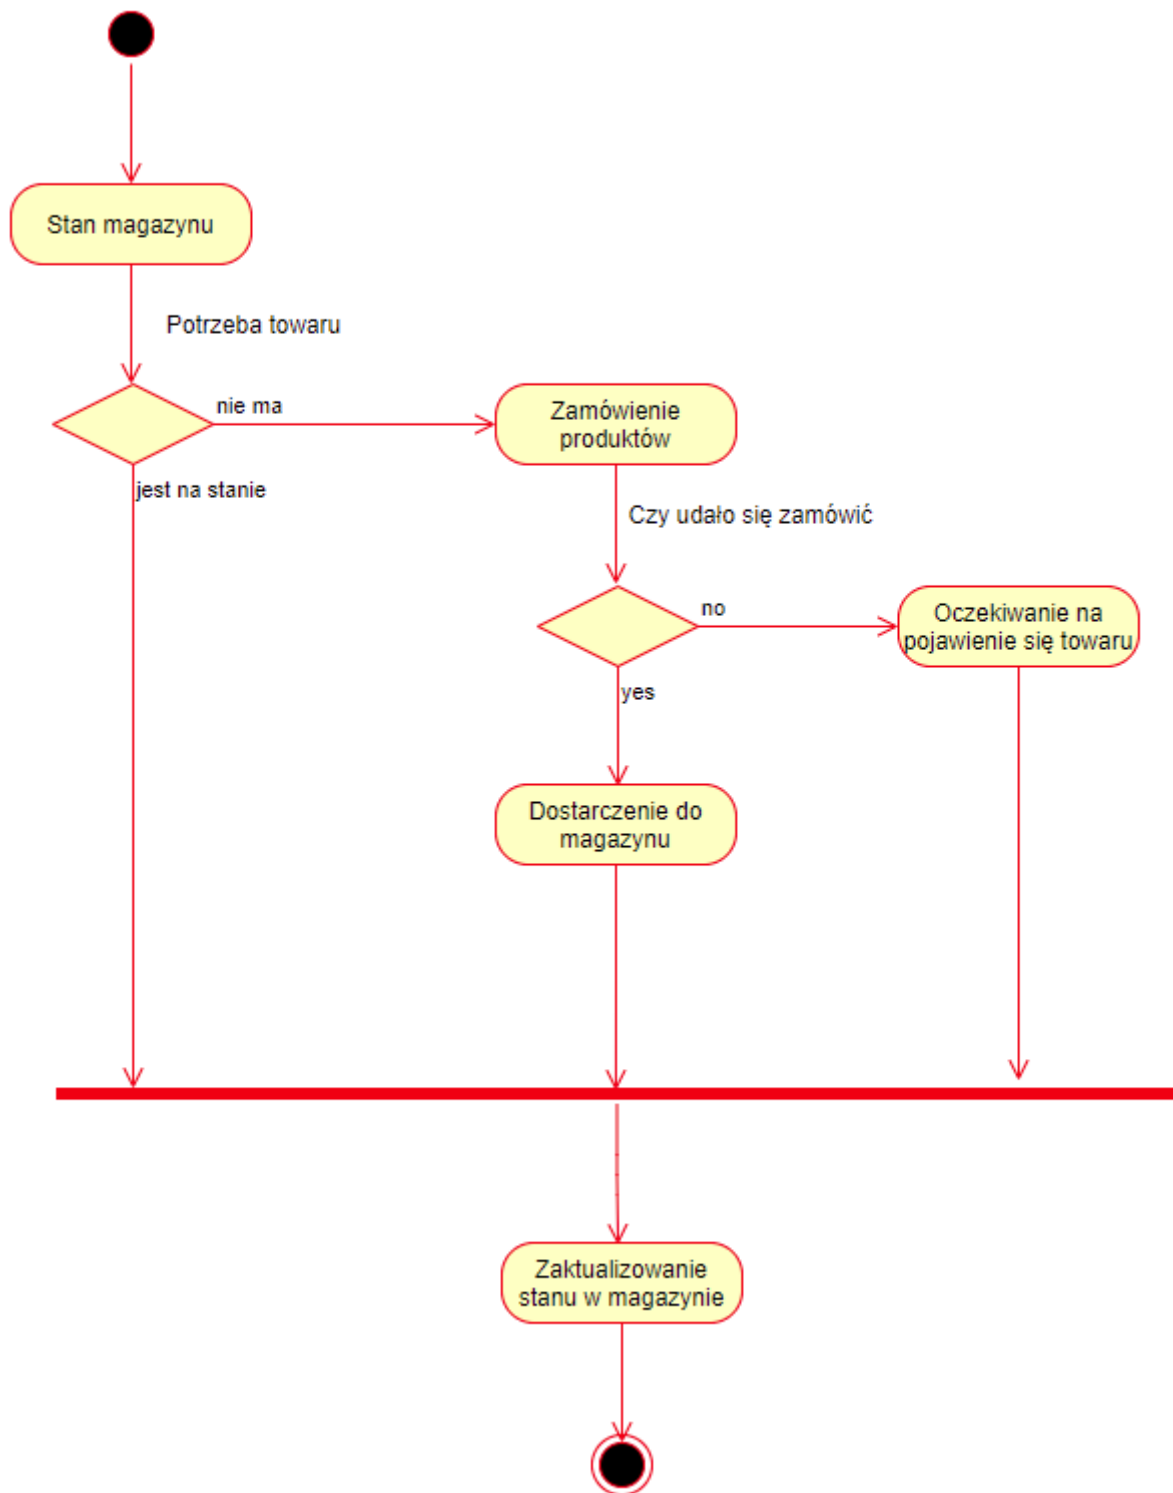 Stan magazynu
Potrzeba towaru
nie ma
Zamówienie
produktów
jest na stanie
Czy udało się zamówić
no
Oczekiwanie na
pojawienie się towaru
yes
Dostarczenie do
magazynu
Zaktualizowanie
stanu w magazynie